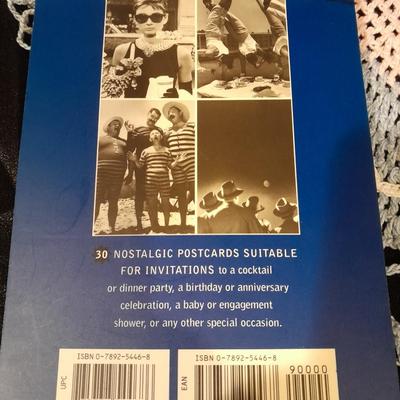 30 NOSTALGIC POSTCARDS SUITABLE
FOR INVITATIONS to a cocktail
or dinner party, a birthday or anniversary
celebration, a baby or engagement
shower, or any other special occasion.
ISBN 0-7892-5446-8
ISBN 0-7892-5446-8
90000
UPC
EAN